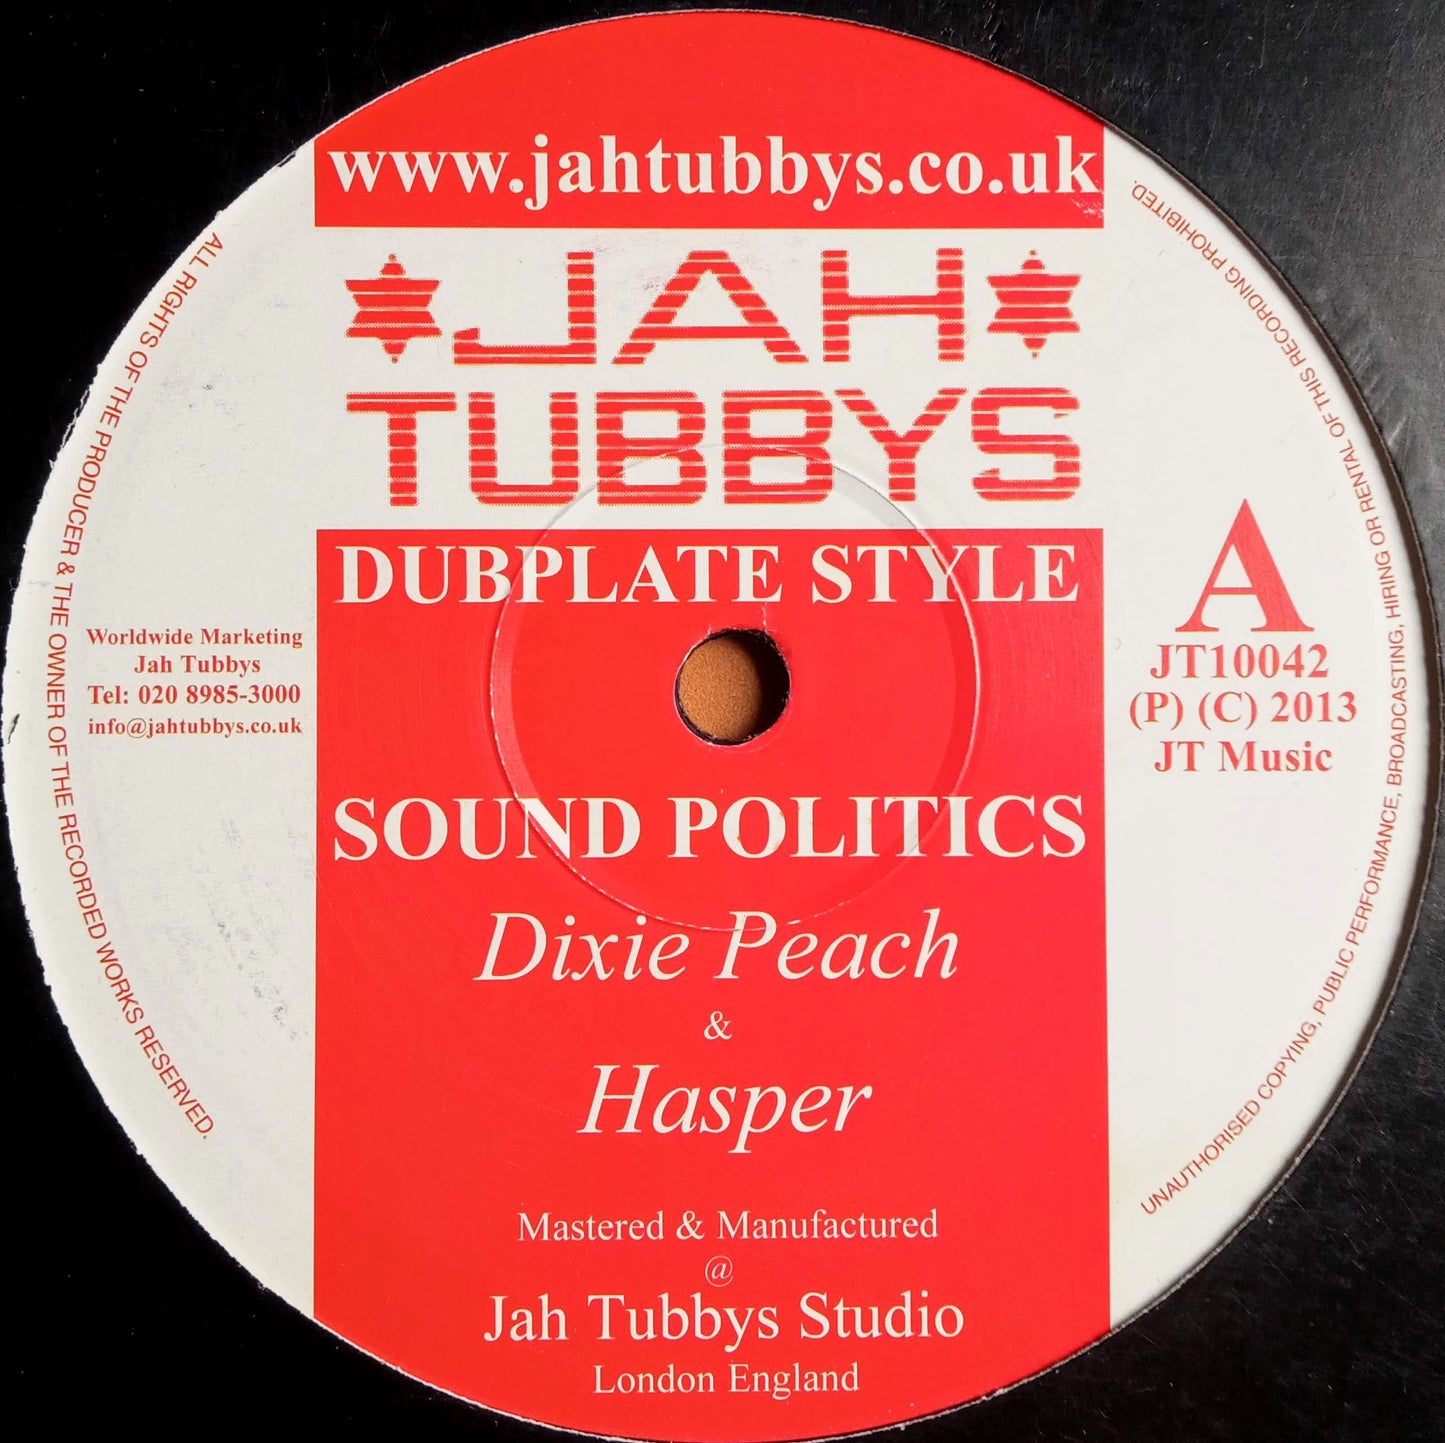 www.jahtubbys.co.uk
JAH
TUBBYS
DUBPLATE STYLE
Worldwide Marketing
Jah Tubbys
Tel: 020 8985-3000
info@jahtubbys.co.uk
A
JT10042
(P) (C) 2013
JT Music
SOUND POLITICS
Dixie Peach
&
Hasper
Mastered & Manufactured
@
Jah Tubbys Studio
London England
ALL RIGHTS OF THE PRODUCER & THE OWNER OF THE RECORDED WORKS RESERVED.
UNAUTHORISED COPYING, PUBLIC PERFORMANCE, BROADCASTING, HIRING OR RENTAL OF THIS RECORDING PROHIBITED.